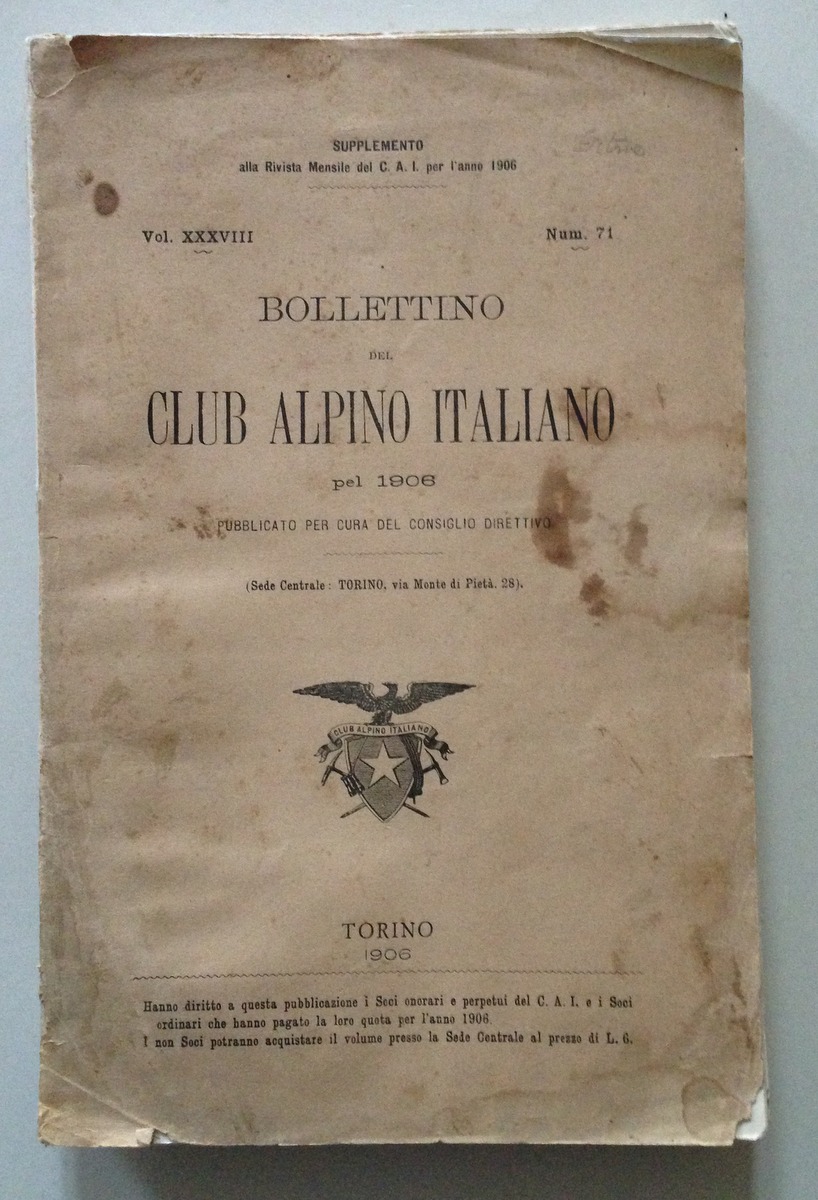 SUPPLEMENTO
alla Rivista Mensile del C. A. I. per l'anno 1906
Vol. XXXVIII
Num. 71
BOLLETTINO
DEL
CLUB ALPINO ITALIANO
pel 1906
PUBBLICATO PER CURA DEL CONSIGLIO DIRETTIVO
(Sede Centrale: TORINO, via Monte di Pietà. 28).
CLUB ALPINO ITALIANO
TORINO
1906
Hanno diritto a questa pubblicazione i Soci onorari e perpetui del C. A. I. e i Soci
ordinari che hanno pagato la loro quota per l'anno 1906.
I non Soci potranno acquistare il volume presso la Sede Centrale al prezzo di L. 6.